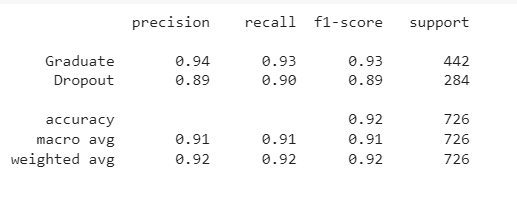 precision recall f1-score support
Graduate 0.94 0.93 0.93 442
Dropout 0.89 0.90 0.89 284
accuracy 0.92 726
macro avg 0.91 0.91 0.91 726
weighted avg 0.92 0.92 0.92 726